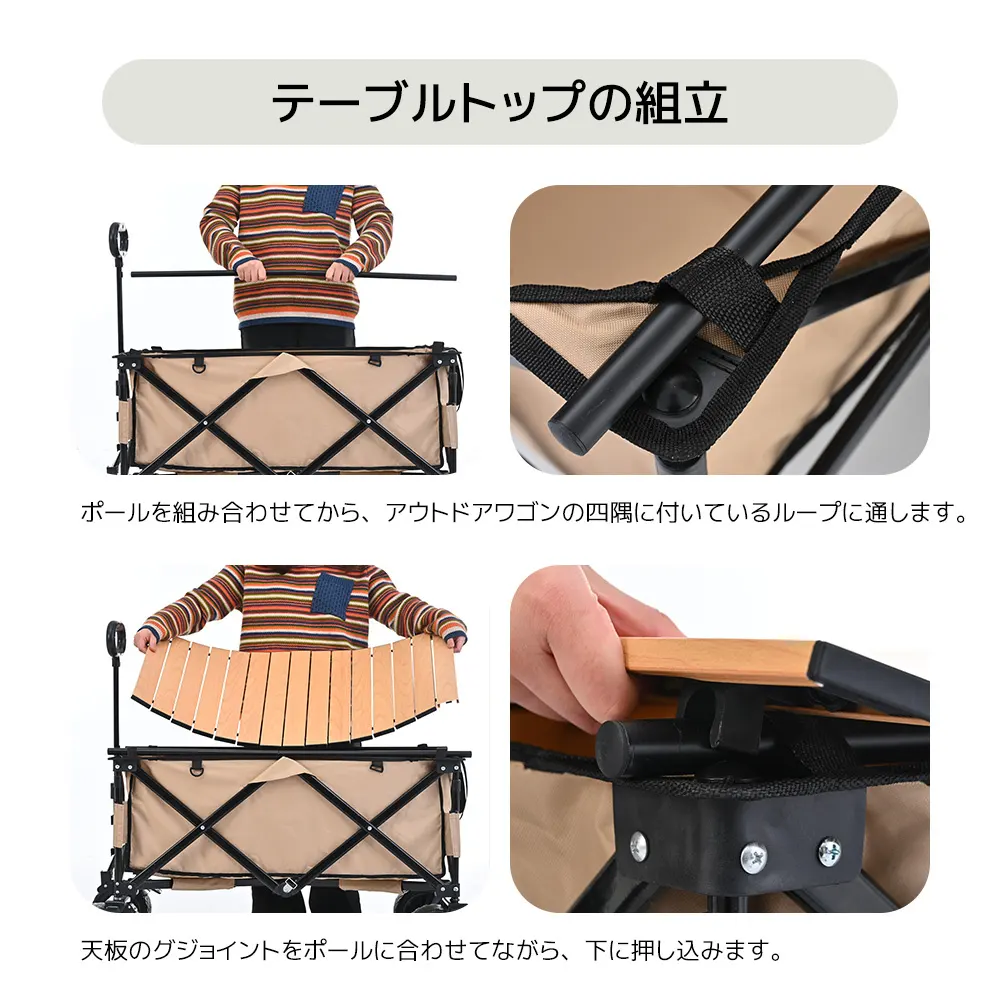 テーブルトップの組立
ポールを組み合わせてから、アウトドアワゴンの四隅に付いているループに通します。
天板のグジョイントをポールに合わせてながら、下に押し込みます。